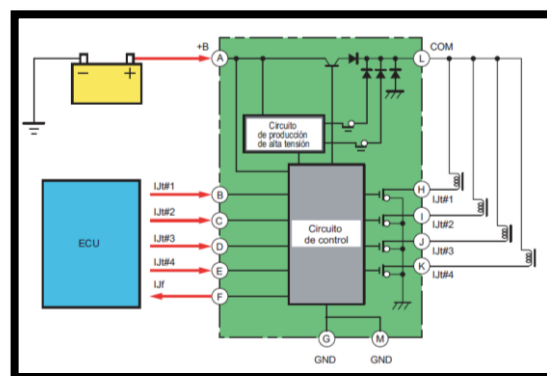 +B
A
L
COM
− +
Circuito
de producción
de alta tensión
ECU
IJt#1
B
IJt#2
C
IJt#3
D
IJt#4
E
IJf
F
Circuito
de control
H
IJt#1
I
IJt#2
J
IJt#3
K
IJt#4
G
M
GND
GND